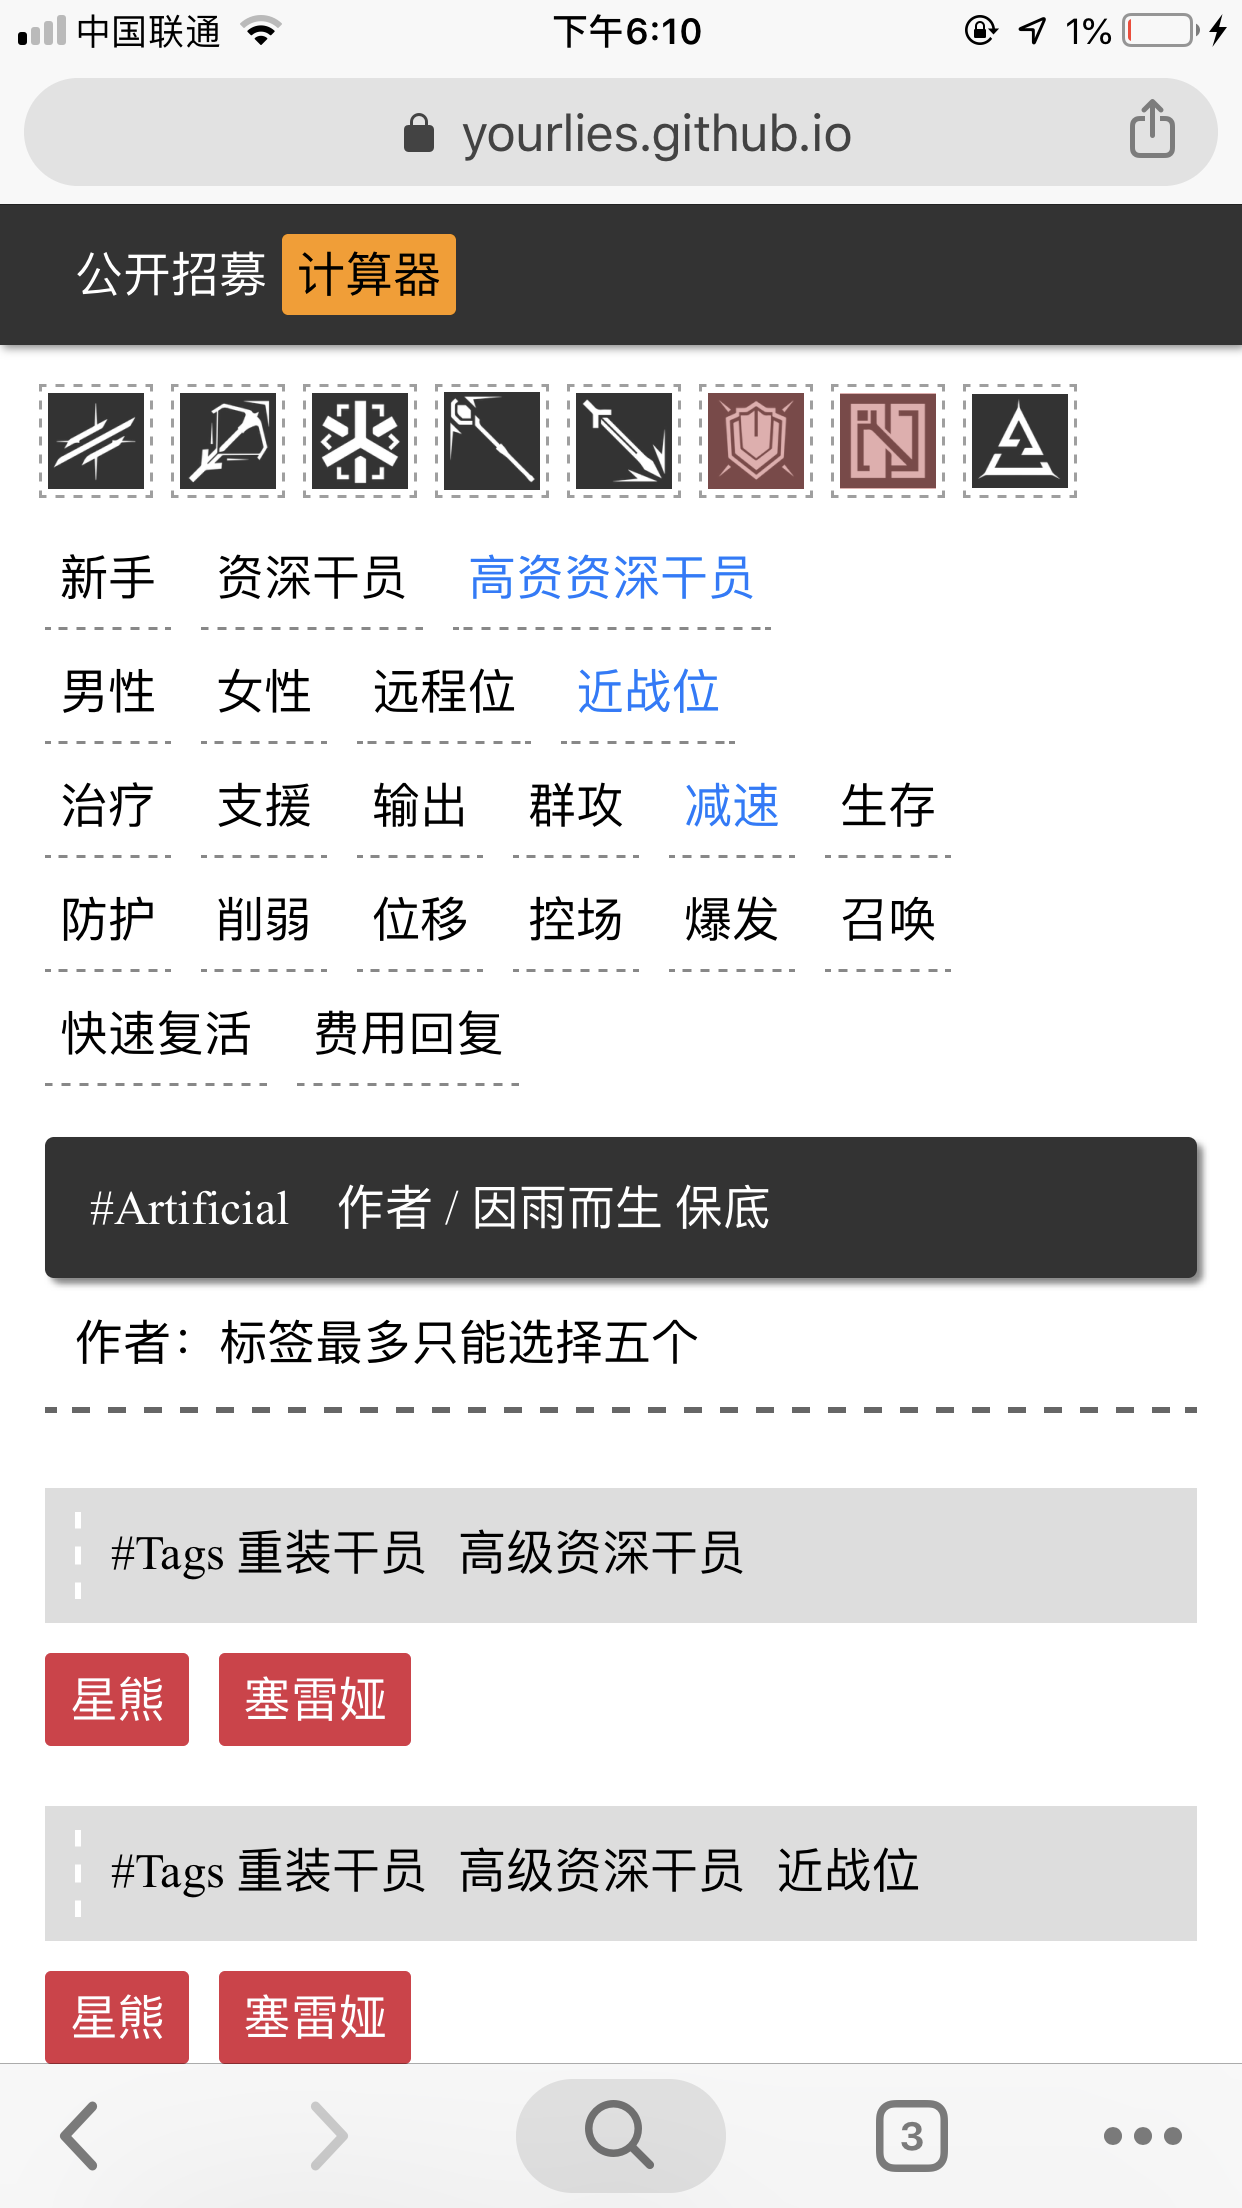 中国联通 下午6:10 1%
yourlies.github.io
公开招募 计算器
新手 资深干员 高资资深干员
男性 女性 远程位 近战位
治疗 支援 输出 群攻 减速 生存
防护 削弱 位移 控场 爆发 召唤
快速复活 费用回复
#Artificial 作者 / 因雨而生 保底
作者：标签最多只能选择五个
#Tags 重装干员 高级资深干员
星熊 塞雷娅
#Tags 重装干员 高级资深干员 近战位
星熊 塞雷娅
3